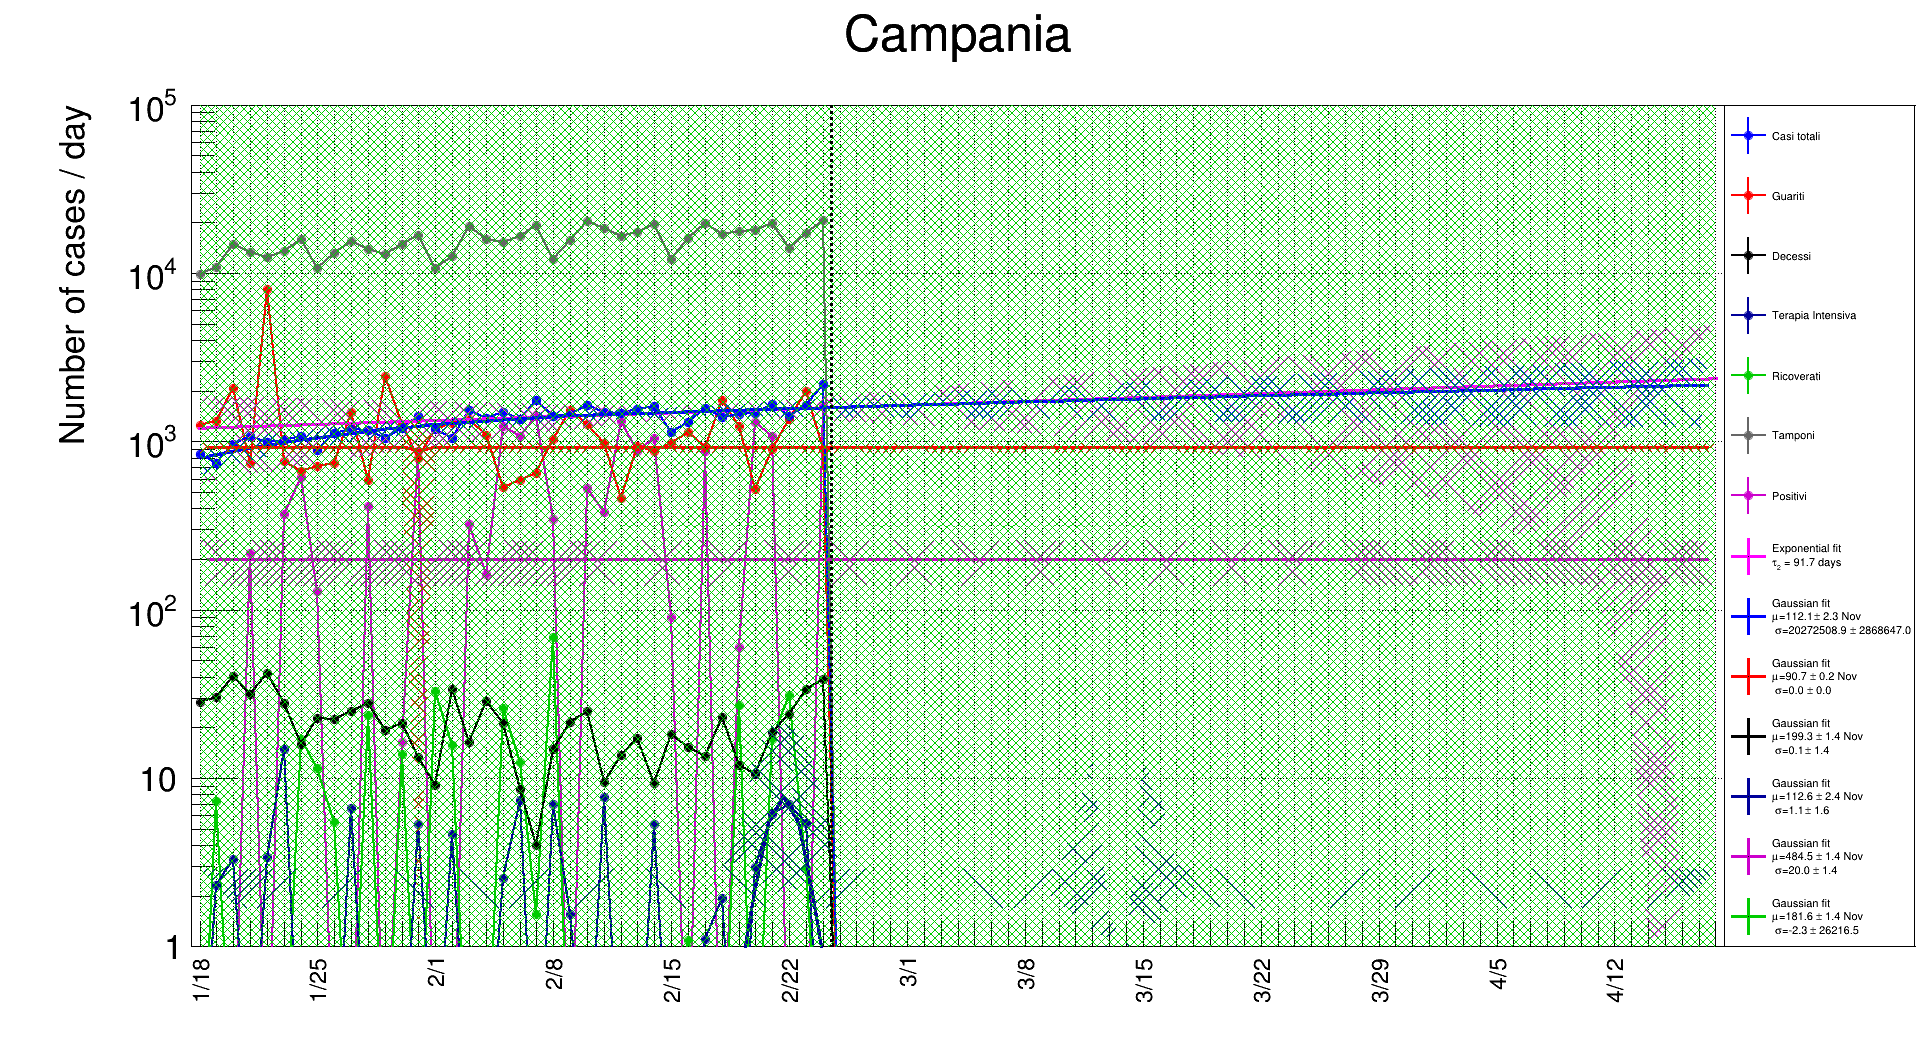 Campania
Number of cases / day
10^5
10^4
10^3
10^2
10
1
1/18
1/25
2/1
2/8
2/15
2/22
3/1
3/8
3/15
3/22
3/29
4/5
4/12
Casi totali
Guariti
Decessi
Terapia Intensiva
Ricoverati
Tamponi
Positivi
Exponential fit
τ₂ = 91.7 days
Gaussian fit
μ=112.1± 2.3 Nov
σ=20272508.9 ± 2868647.0
Gaussian fit
μ=90.7± 0.2 Nov
σ=0.0 ± 0.0
Gaussian fit
μ=199.3± 1.4 Nov
σ=0.1± 1.4
Gaussian fit
μ=112.6± 2.4 Nov
σ=1.1± 1.6
Gaussian fit
μ=484.5± 1.4 Nov
σ=20.0 ± 1.4
Gaussian fit
μ=181.6± 1.4 Nov
σ=-2.3± 26216.5